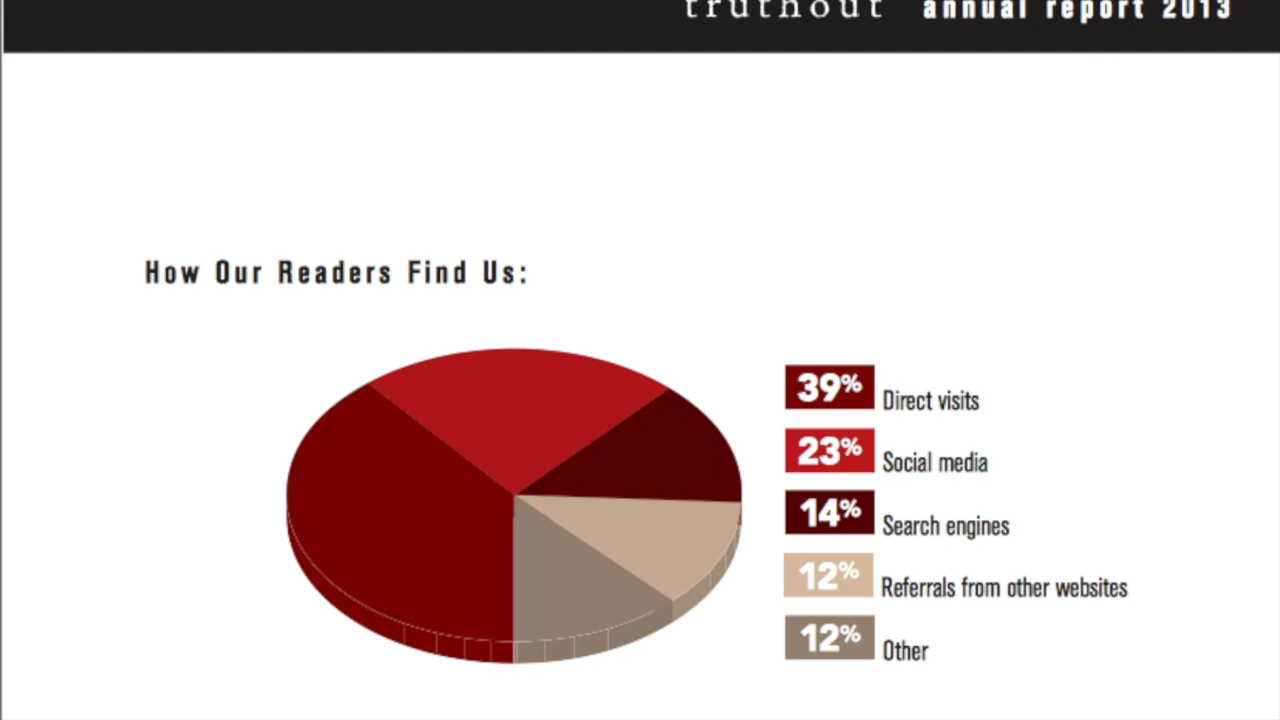 truthout annual report 2013
How Our Readers Find Us:
39% Direct visits
23% Social media
14% Search engines
12% Referrals from other websites
12% Other